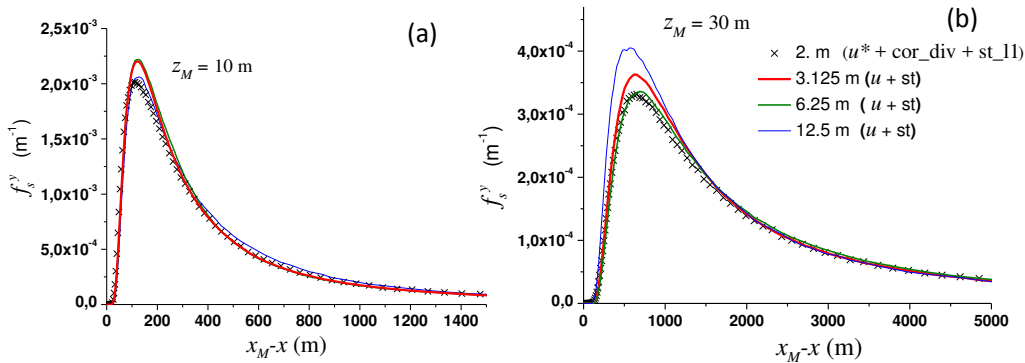 (a)
z_M = 10 m
2,5x10⁻³
2,0x10⁻³
1,5x10⁻³
1,0x10⁻³
5,0x10⁻⁴
0,0
f_s^y (m⁻¹)
0 200 400 600 800 1000 1200 1400
x_M-x (m)
(b)
z_M = 30 m
2. m (u* + cor_div + st_l1)
3.125 m (u + st)
6.25 m (u + st)
12.5 m (u + st)
4,0x10⁻⁴
3,0x10⁻⁴
2,0x10⁻⁴
1,0x10⁻⁴
0,0
f_s^y (m⁻¹)
0 1000 2000 3000 4000 5000
x_M-x (m)